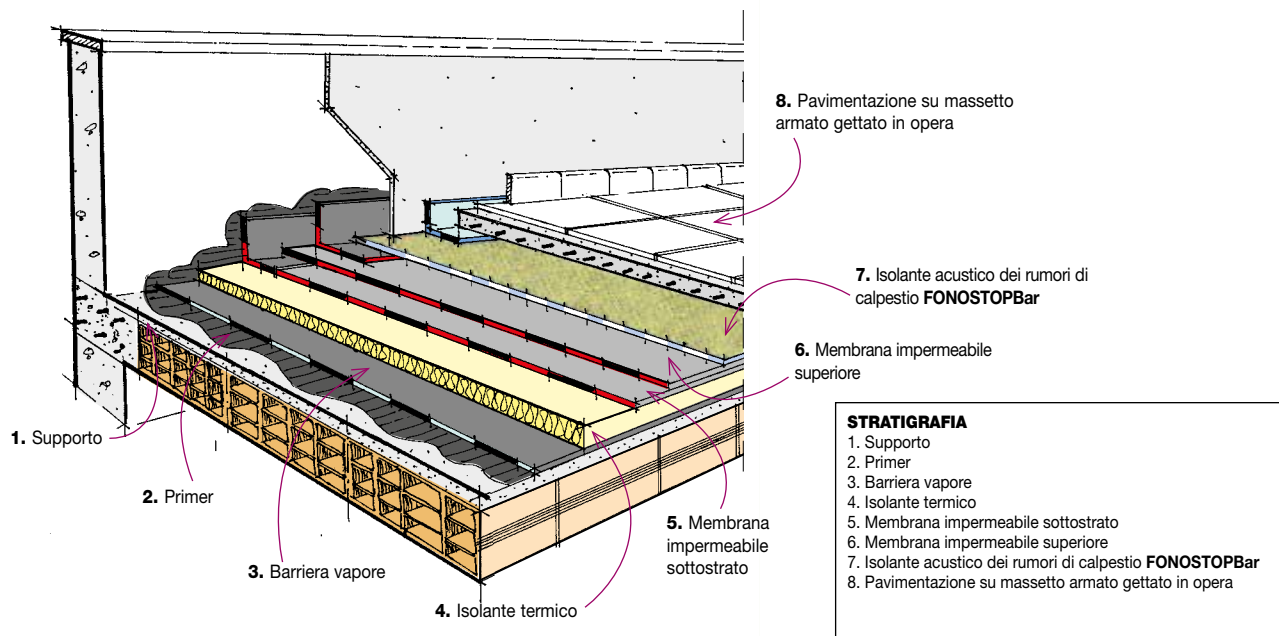 8. Pavimentazione su massetto
armato gettato in opera
7. Isolante acustico dei rumori di
calpestio FONOSTOPBar
6. Membrana impermeabile
superiore
1. Supporto
2. Primer
3. Barriera vapore
4. Isolante termico
5. Membrana
impermeabile
sottostrato
STRATIGRAFIA
1. Supporto
2. Primer
3. Barriera vapore
4. Isolante termico
5. Membrana impermeabile sottostrato
6. Membrana impermeabile superiore
7. Isolante acustico dei rumori di calpestio FONOSTOPBar
8. Pavimentazione su massetto armato gettato in opera